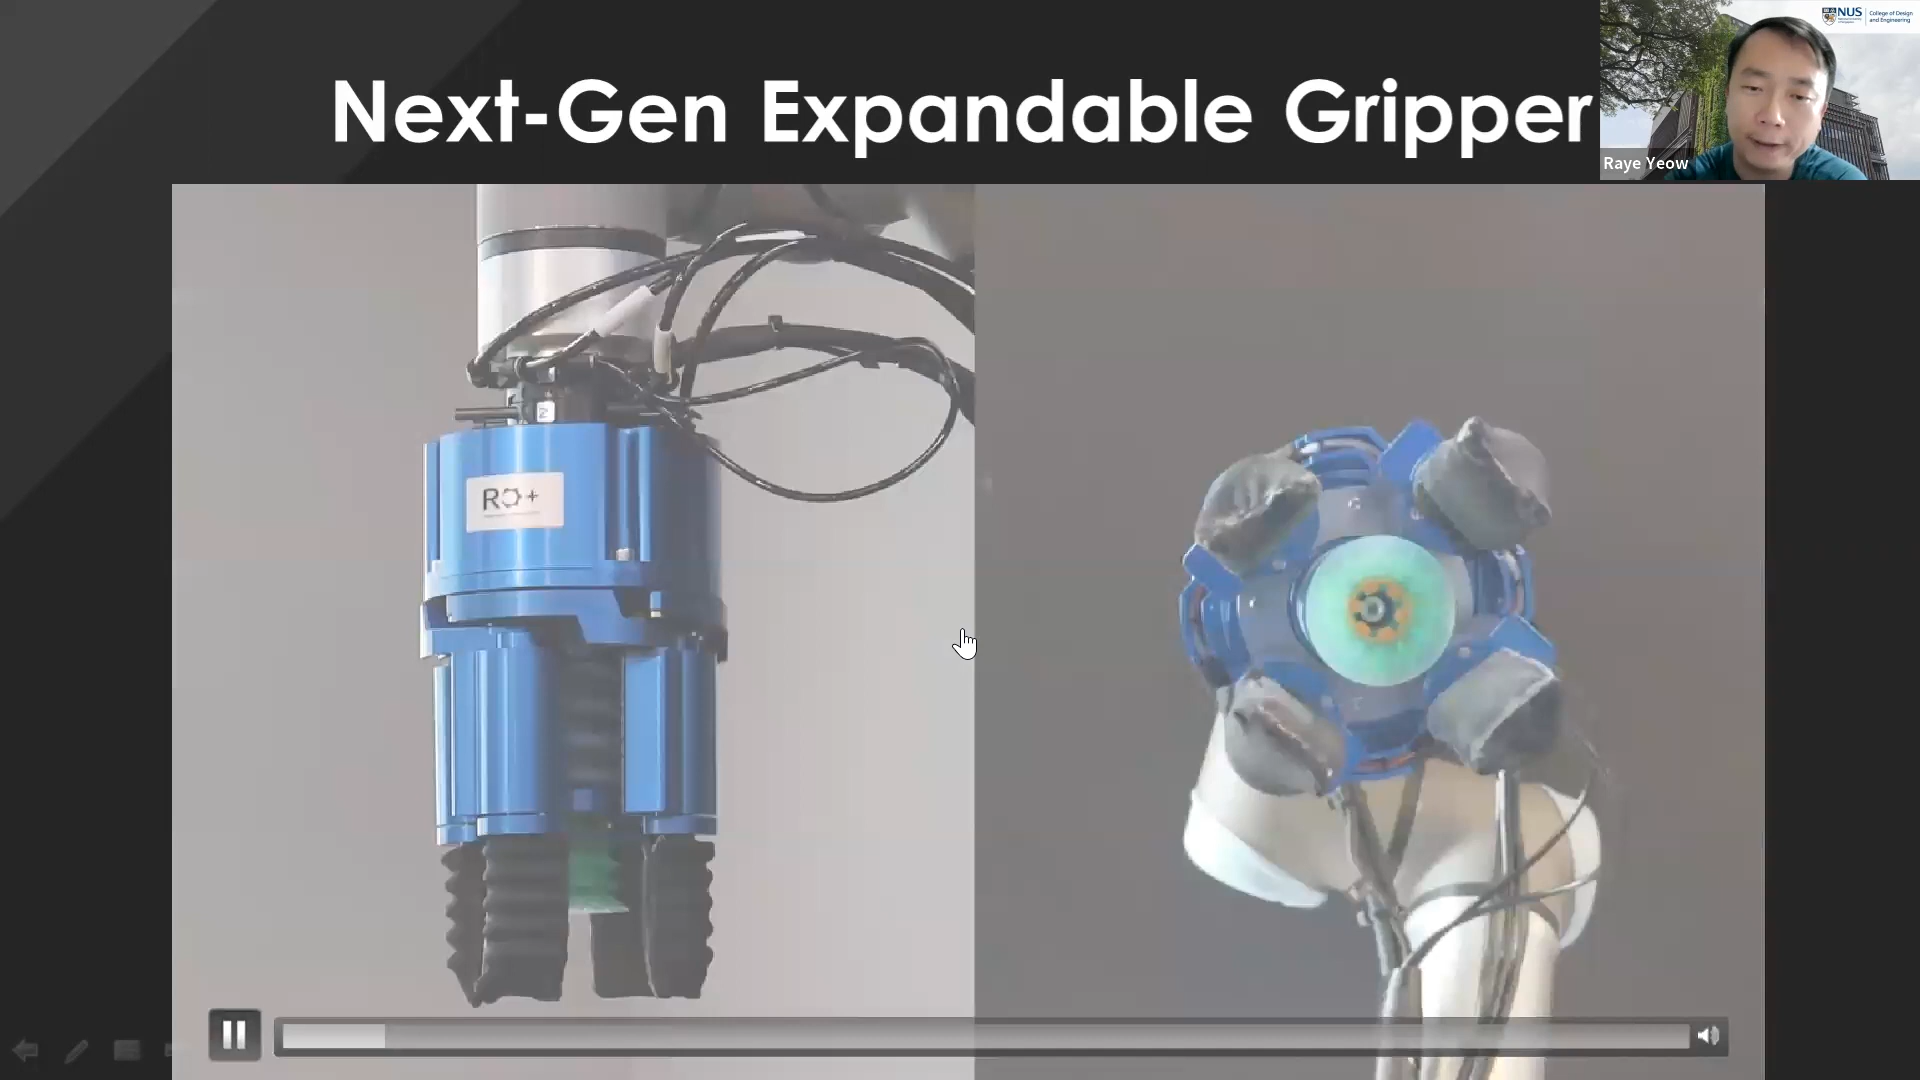 Next-Gen Expandable Gripper
NUS
College of Design
and Engineering
Raye Yeow
RO+